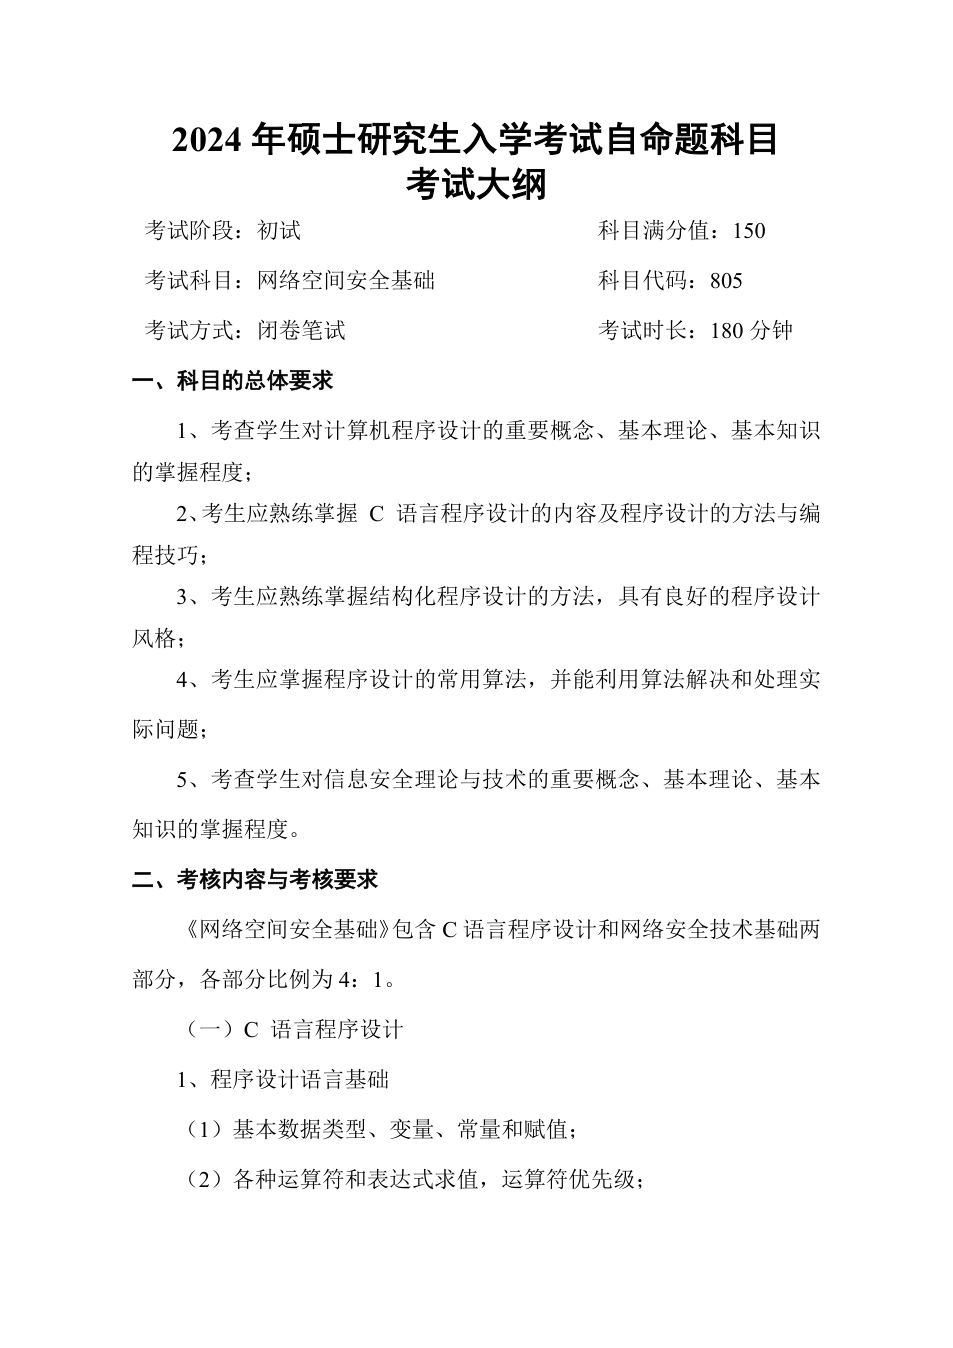 2024 年硕士研究生入学考试自命题科目
考试大纲
考试阶段：初试 科目满分值：150
考试科目：网络空间安全基础 科目代码：805
考试方式：闭卷笔试 考试时长：180 分钟
一、科目的总体要求
1、考查学生对计算机程序设计的重要概念、基本理论、基本知识
的掌握程度；
2、考生应熟练掌握 C 语言程序设计的内容及程序设计的方法与编
程技巧；
3、考生应熟练掌握结构化程序设计的方法，具有良好的程序设计
风格；
4、考生应掌握程序设计的常用算法，并能利用算法解决和处理实
际问题；
5、考查学生对信息安全理论与技术的重要概念、基本理论、基本
知识的掌握程度。
二、考核内容与考核要求
《网络空间安全基础》包含 C 语言程序设计和网络安全技术基础两
部分，各部分比例为 4：1。
（一）C 语言程序设计
1、程序设计语言基础
（1）基本数据类型、变量、常量和赋值；
（2）各种运算符和表达式求值，运算符优先级；